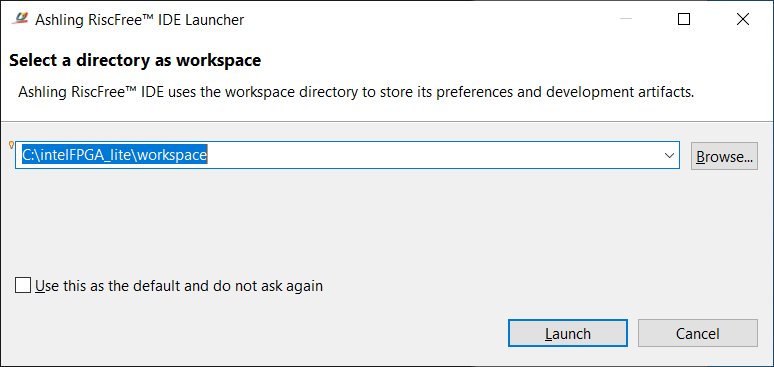 Ashling RiscFree™ IDE Launcher
Select a directory as workspace
Ashling RiscFree™ IDE uses the workspace directory to store its preferences and development artifacts.
C:\intelFPGA_lite\workspace
Browse...
Use this as the default and do not ask again
Launch
Cancel